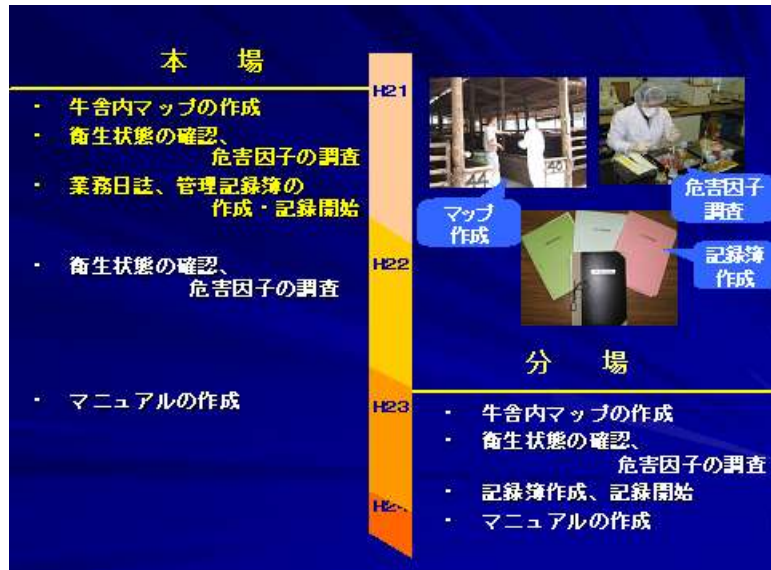 本 場
・ 牛舎内マップの作成
・ 衛生状態の確認、
危害因子の調査
・ 業務日誌、管理記録簿の
作成・記録開始
・ 衛生状態の確認、
危害因子の調査
・ マニュアルの作成
H21
H22
H23
マップ
作成
危害因子
調査
記録簿
作成
44
40
分 場
・ 牛舎内マップの作成
・ 衛生状態の確認、
危害因子の調査
・ 記録簿作成、記録開始
・ マニュアルの作成